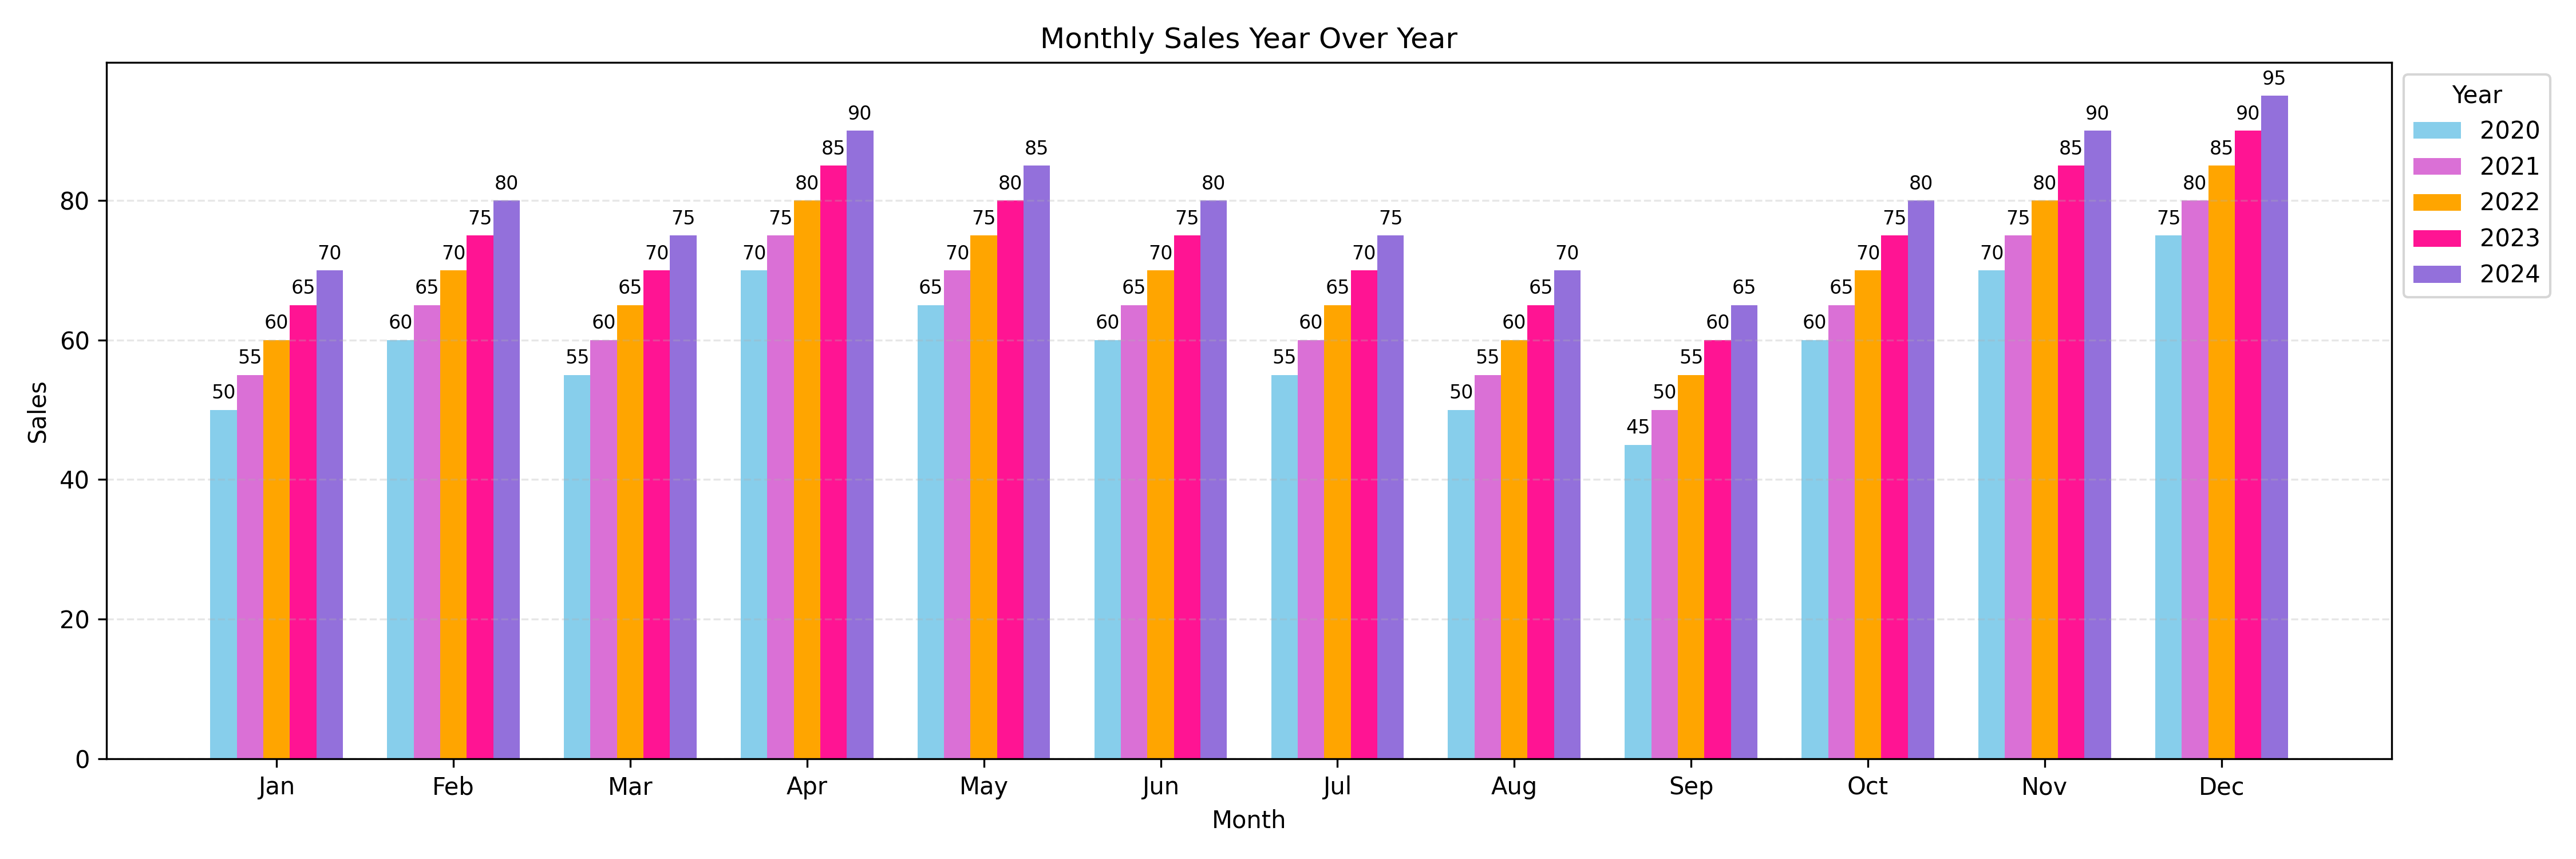 Monthly Sales Year Over Year
Year
2020
2021
2022
2023
2024
Sales
80
60
40
20
0
50 55 60 65 70
60 65 70 75 80
55 60 65 70 75
70 75 80 85 90
65 70 75 80 85
60 65 70 75 80
55 60 65 70 75
50 55 60 65 70
45 50 55 60 65
60 65 70 75 80
70 75 80 85 90
75 80 85 90 95
Jan Feb Mar Apr May Jun Jul Aug Sep Oct Nov Dec
Month